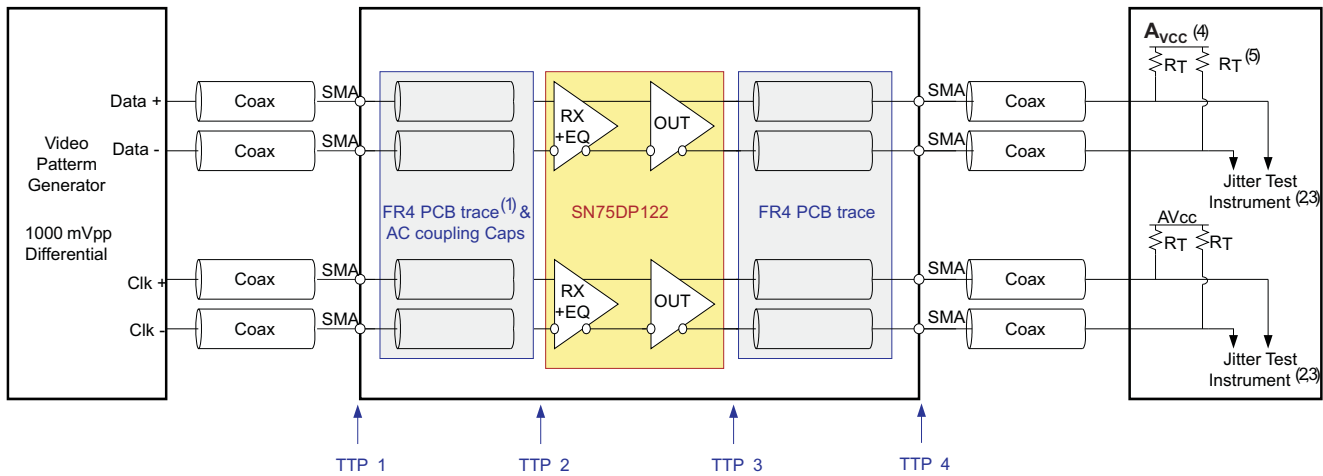 Video
Patterm
Generator
1000 mVpp
Differential
Data +
Data -
Clk +
Clk -
Coax
Coax
Coax
Coax
SMA
SMA
SMA
SMA
FR4 PCB trace(1) &
AC coupling Caps
RX
+EQ
OUT
SN75DP122
RX
+EQ
OUT
FR4 PCB trace
SMA
SMA
SMA
SMA
Coax
Coax
Coax
Coax
AVCC (4)
RT
RT(5)
Jitter Test
Instrument (2,3)
AVcc
RT
RT
Jitter Test
Instrument (2,3)
TTP 1
TTP 2
TTP 3
TTP 4